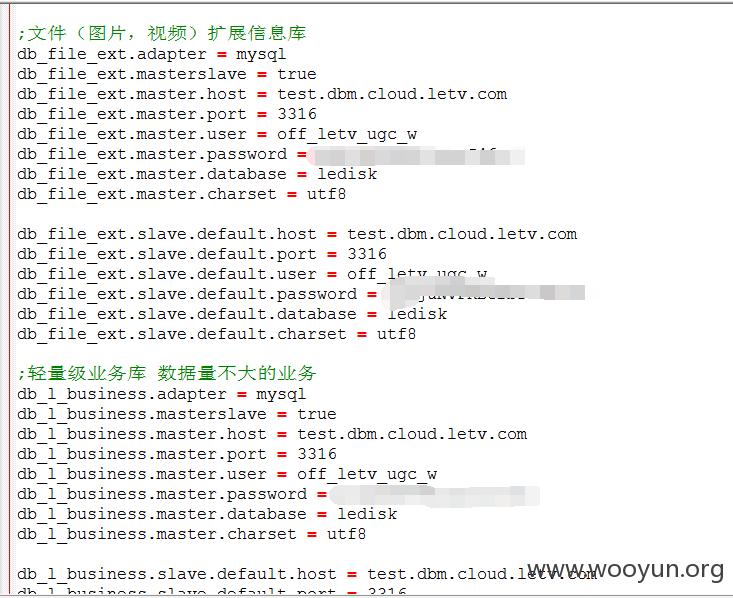 ;文件（图片，视频）扩展信息库
db_file_ext.adapter = mysql
db_file_ext.masterslave = true
db_file_ext.master.host = test.dbm.cloud.letv.com
db_file_ext.master.port = 3316
db_file_ext.master.user = off_letv_ugc_w
db_file_ext.master.password =
db_file_ext.master.database = ledisk
db_file_ext.master.charset = utf8
db_file_ext.slave.default.host = test.dbm.cloud.letv.com
db_file_ext.slave.default.port = 3316
db_file_ext.slave.default.user = off_letv_ugc_w
db_file_ext.slave.default.password =
db_file_ext.slave.default.database = ledisk
db_file_ext.slave.default.charset = utf8
;轻量级业务库 数据量不大的业务
db_l_business.adapter = mysql
db_l_business.masterslave = true
db_l_business.master.host = test.dbm.cloud.letv.com
db_l_business.master.port = 3316
db_l_business.master.user = off_letv_ugc_w
db_l_business.master.password =
db_l_business.master.database = ledisk
db_l_business.master.charset = utf8
db_l_business.slave.default.host = test.dbm.cloud.letv.com
www.wooyun.org
db_l_business.slave.default.port = 3316